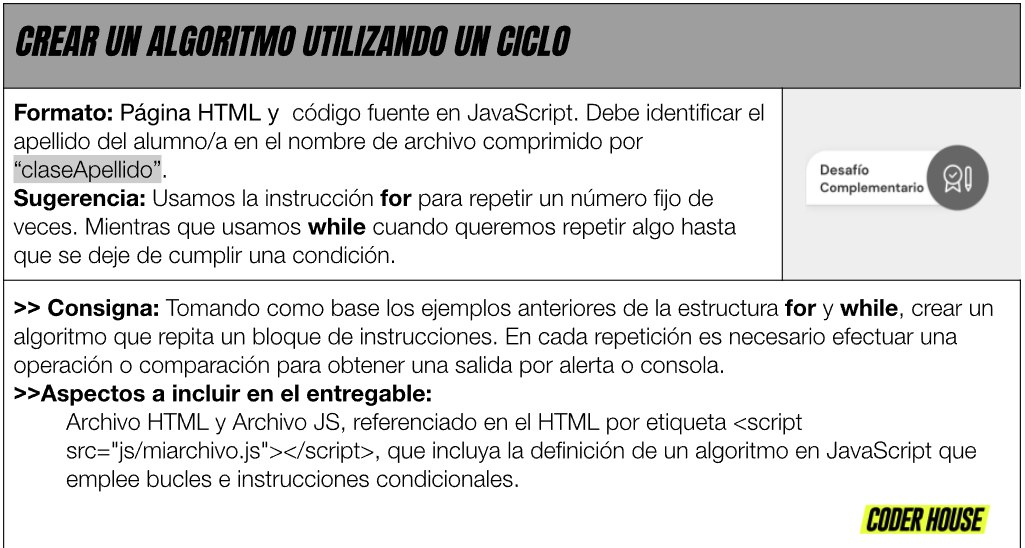 CREAR UN ALGORITMO UTILIZANDO UN CICLO
Formato: Página HTML y  código fuente en JavaScript. Debe identificar el
apellido del alumno/a en el nombre de archivo comprimido por
“claseApellido”.
Sugerencia: Usamos la instrucción for para repetir un número fijo de
veces. Mientras que usamos while cuando queremos repetir algo hasta
que se deje de cumplir una condición.
Desafío
Complementario
>> Consigna: Tomando como base los ejemplos anteriores de la estructura for y while, crear un
algoritmo que repita un bloque de instrucciones. En cada repetición es necesario efectuar una
operación o comparación para obtener una salida por alerta o consola.
>>Aspectos a incluir en el entregable:
Archivo HTML y Archivo JS, referenciado en el HTML por etiqueta <script
src="js/miarchivo.js"></script>, que incluya la definición de un algoritmo en JavaScript que
emplee bucles e instrucciones condicionales.
CODER HOUSE